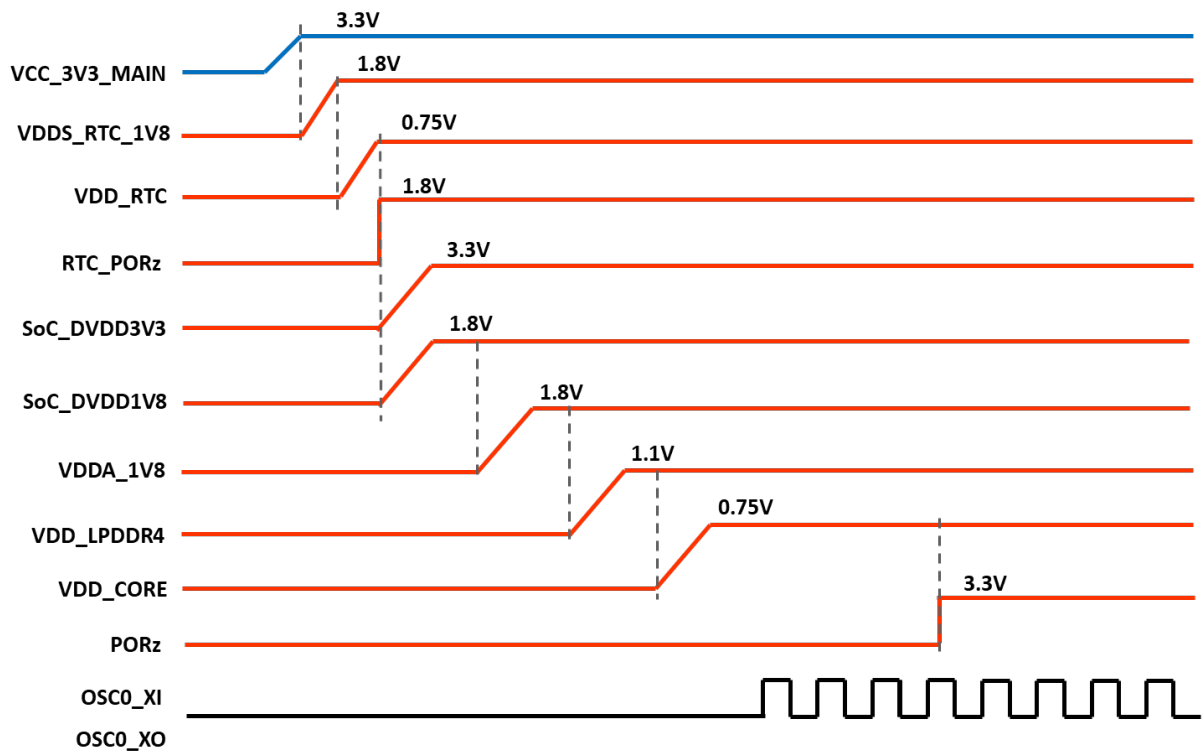 3.3V
VCC_3V3_MAIN
1.8V
VDDS_RTC_1V8
0.75V
VDD_RTC
1.8V
RTC_PORz
3.3V
SoC_DVDD3V3
1.8V
SoC_DVDD1V8
1.8V
VDDA_1V8
1.1V
VDD_LPDDR4
0.75V
VDD_CORE
3.3V
PORz
OSC0_XI
OSC0_XO